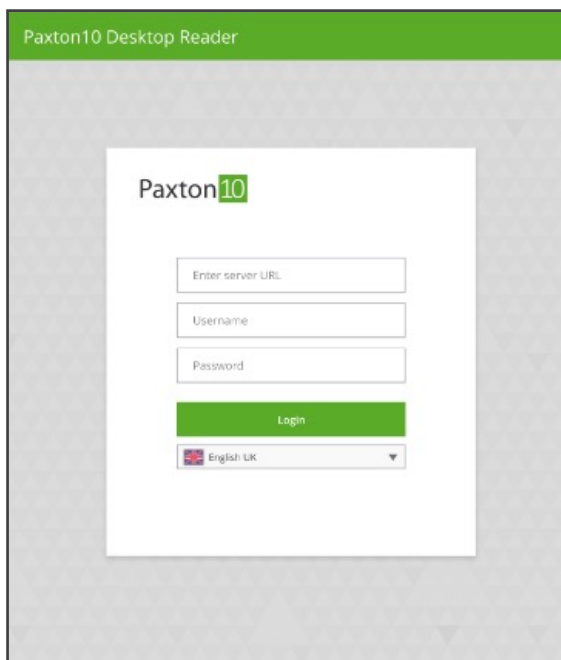 Paxton10 Desktop Reader
Paxton10
Enter server URL
Username
Password
Login
English UK